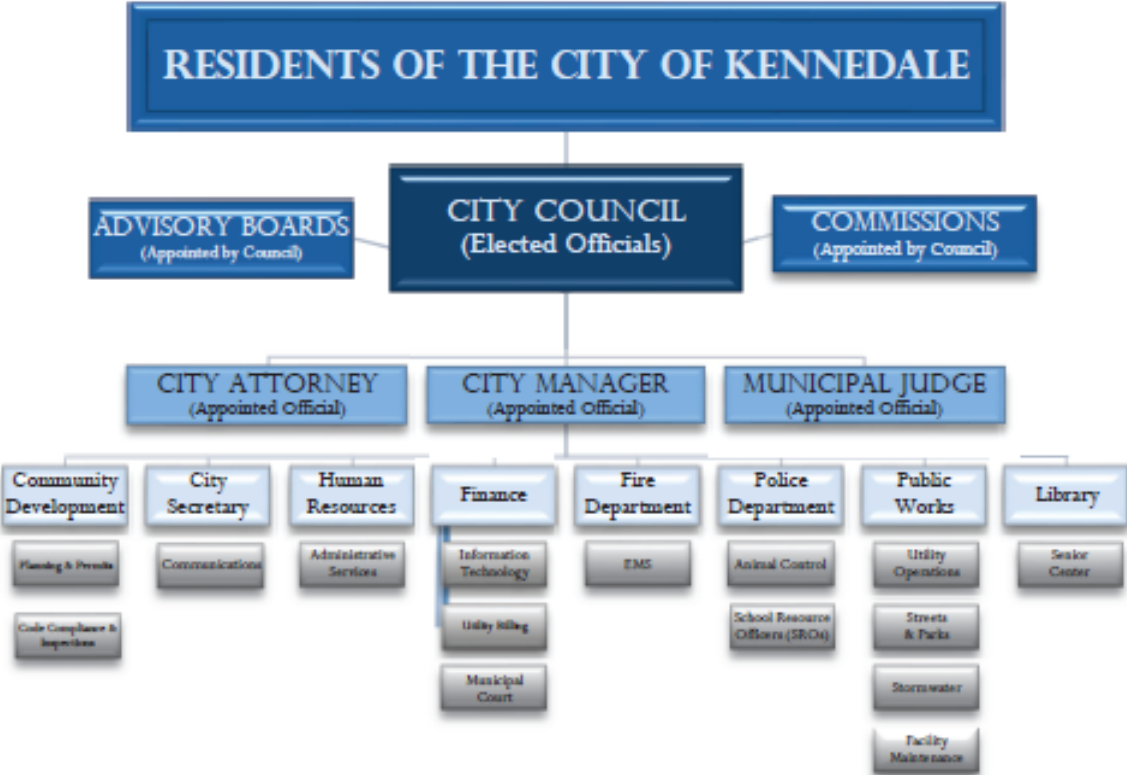 RESIDENTS OF THE CITY OF KENNEDALE
CITY COUNCIL
(Elected Officials)
ADVISORY BOARDS
(Appointed by Council)
COMMISSIONS
(Appointed by Council)
CITY ATTORNEY
(Appointed Official)
CITY MANAGER
(Appointed Official)
MUNICIPAL JUDGE
(Appointed Official)
Community
Development
City
Secretary
Human
Resources
Finance
Fire
Department
Police
Department
Public
Works
Library
Planning & Permits
Communications
Administrative
Services
Information
Technology
EMS
Animal Control
Utility
Operations
Senior
Center
Code Compliance &
Inspections
Utility Billing
School Resource
Officers (SROs)
Streets
& Parks
Municipal
Court
Stormwater
Facility
Maintenance